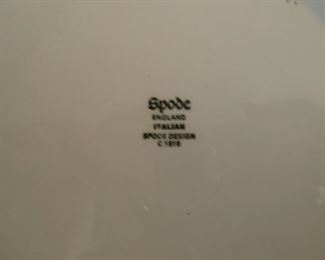 Spode
ENGLAND
ITALIAN
SPODE DESIGN
C 1816